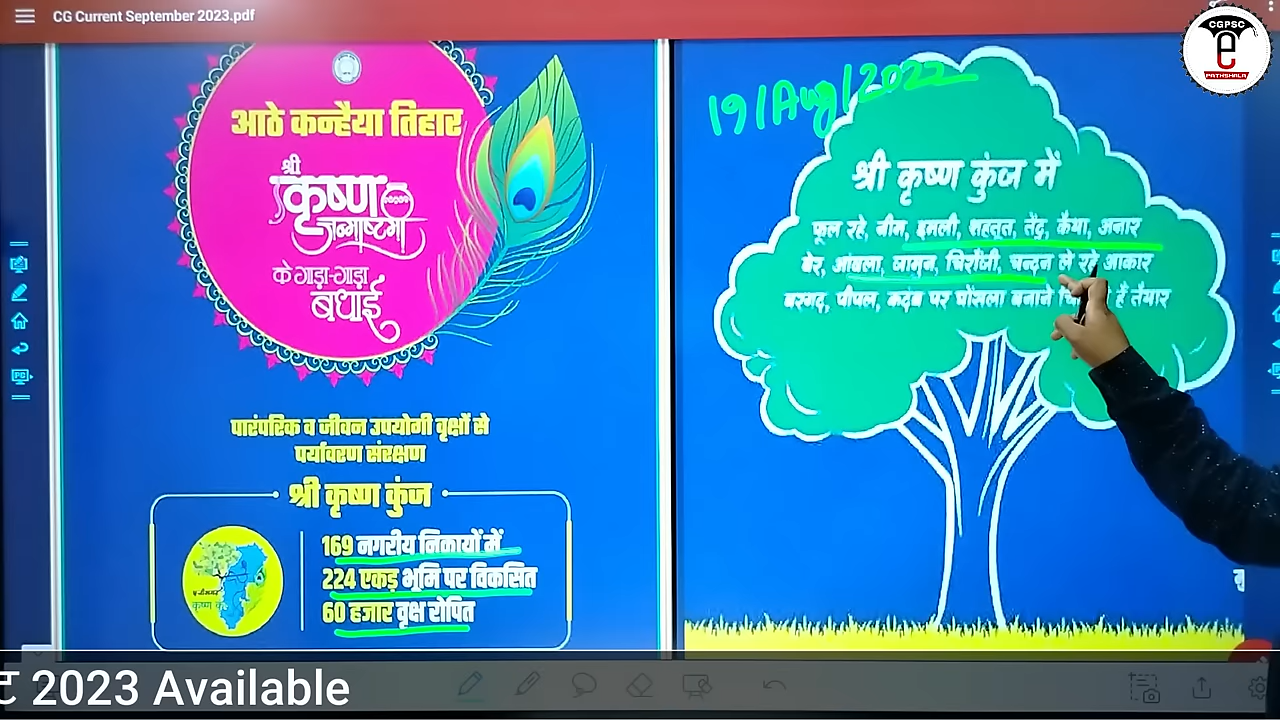 CG Current September 2023.pdf
CGPSC
e
PATHSHALA
आठे कन्हैया तिहार
श्री
कृष्ण
जन्माष्टमी
के गाड़ा-गाड़ा
बधाई
पारंपरिक व जीवन उपयोगी वृक्षों से
पर्यावरण संरक्षण
श्री कृष्ण कुंज
169 नगरीय निकायों में
224 एकड़ भूमि पर विकसित
60 हजार वृक्ष रोपित
19/Aug/2022
श्री कृष्ण कुंज में
फूल रहे, नीम, इमली, शहतूत, तेंदू, कैथा, अनार
बेर, आंवला, जामुन, चिरौंजी, चन्दन ले रहे आकार
बरगद, पीपल, कदंब पर घोंसला बनाने हैं तैयार
2023 Available